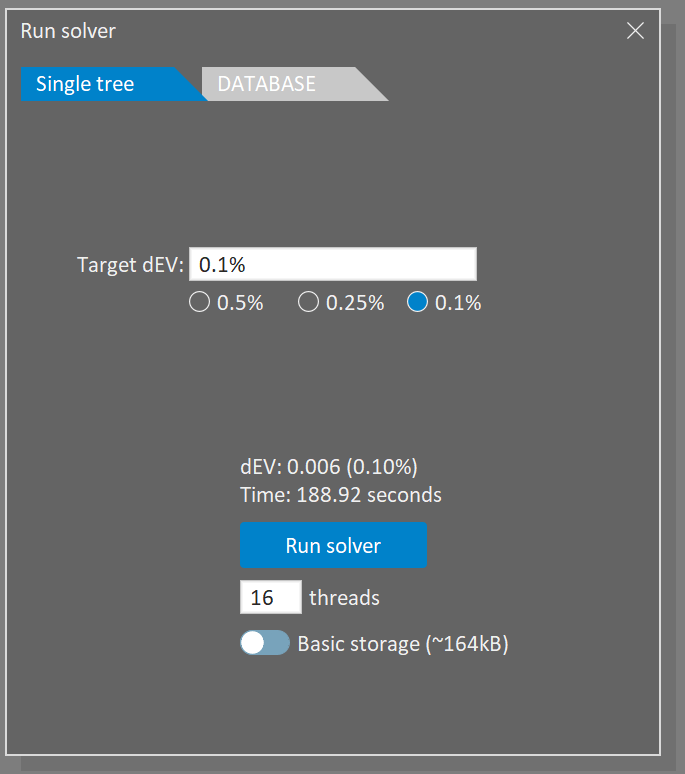 Run solver
Single tree DATABASE
Target dEV: 0.1%
0.5% 0.25% 0.1%
dEV: 0.006 (0.10%)
Time: 188.92 seconds
Run solver
16 threads
Basic storage (~164kB)